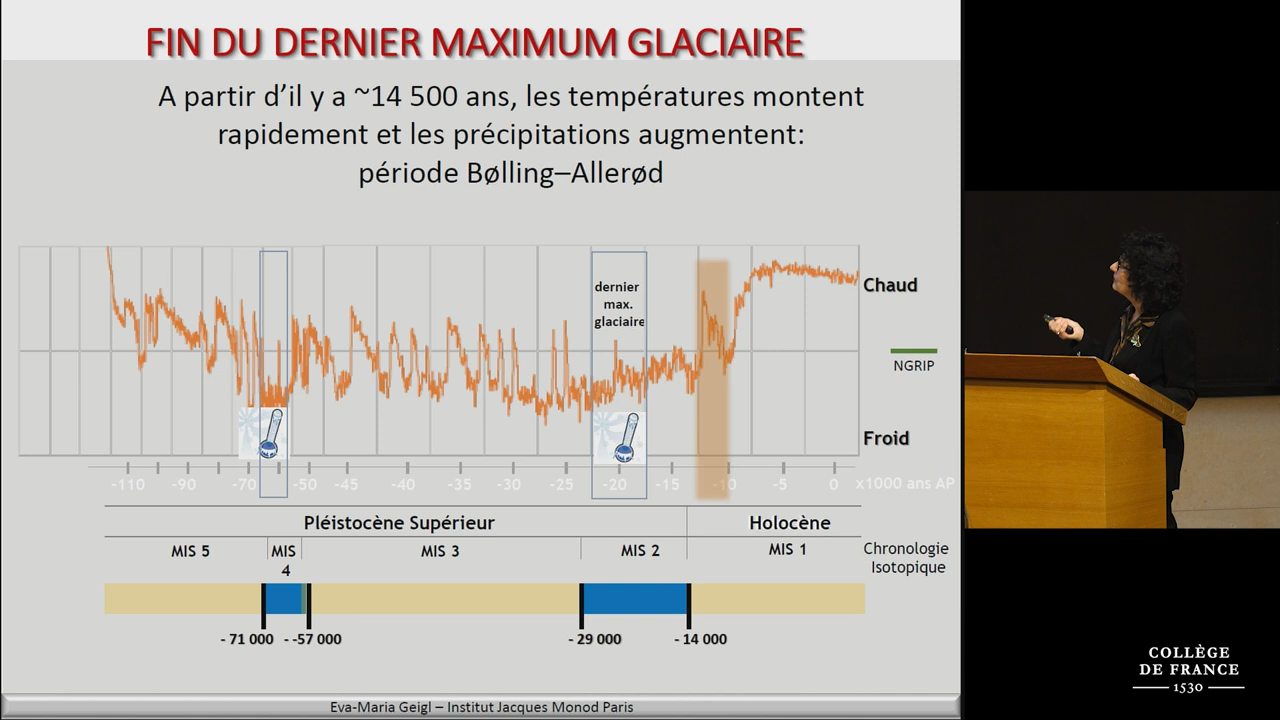 FIN DU DERNIER MAXIMUM GLACIAIRE
A partir d'il y a ~14 500 ans, les températures montent
rapidement et les précipitations augmentent:
période Bølling–Allerød
dernier
max.
glaciaire
Chaud
NGRIP
Froid
-110 -90 -70 -50 -45 -40 -35 -30 -25 -20 -15 -10 -5 0 x1000 ans AP
Pléistocène Supérieur Holocène
MIS 5 MIS 4 MIS 3 MIS 2 MIS 1 Chronologie
Isotopique
- 71 000 - -57 000 - 29 000 - 14 000
Eva-Maria Geigl – Institut Jacques Monod Paris
COLLÈGE
DE FRANCE
1530